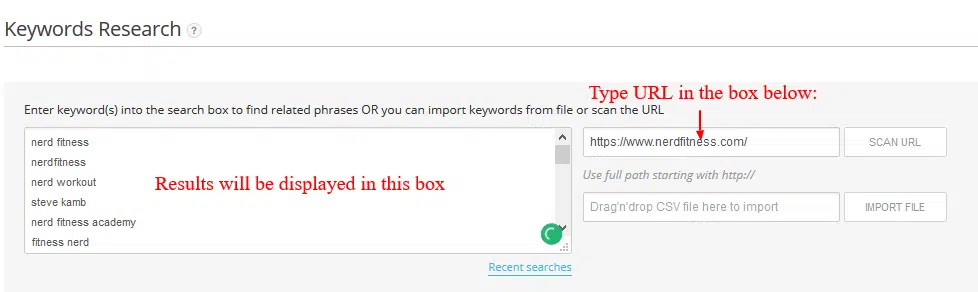 Keywords Research ?
Type URL in the box below:
Enter keyword(s) into the search box to find related phrases OR you can import keywords from file or scan the URL
nerd fitness
nerdfitness
nerd workout
steve kamb
nerd fitness academy
fitness nerd
Results will be displayed in this box
https://www.nerdfitness.com/
SCAN URL
Use full path starting with http://
Drag'n'drop CSV file here to import
IMPORT FILE
Recent searches